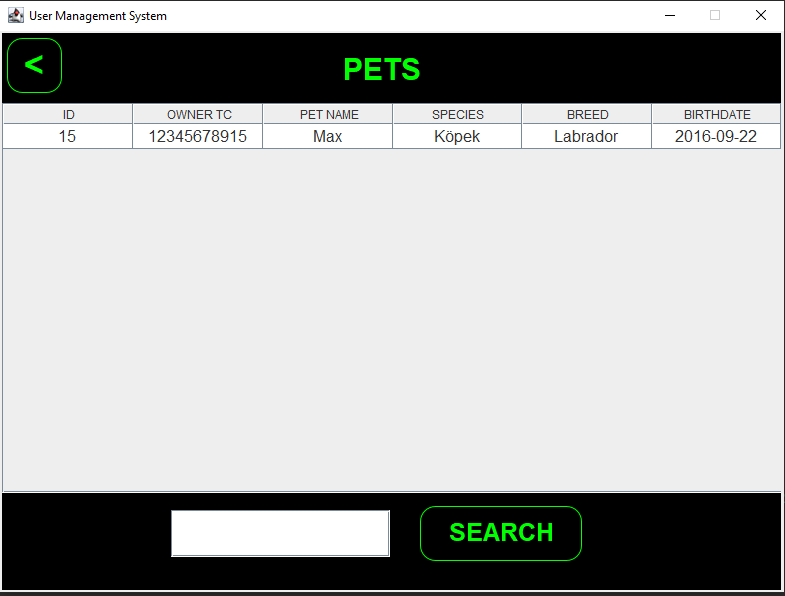 User Management System
<
PETS
ID OWNER TC PET NAME SPECIES BREED BIRTHDATE
15 12345678915 Max Köpek Labrador 2016-09-22
SEARCH